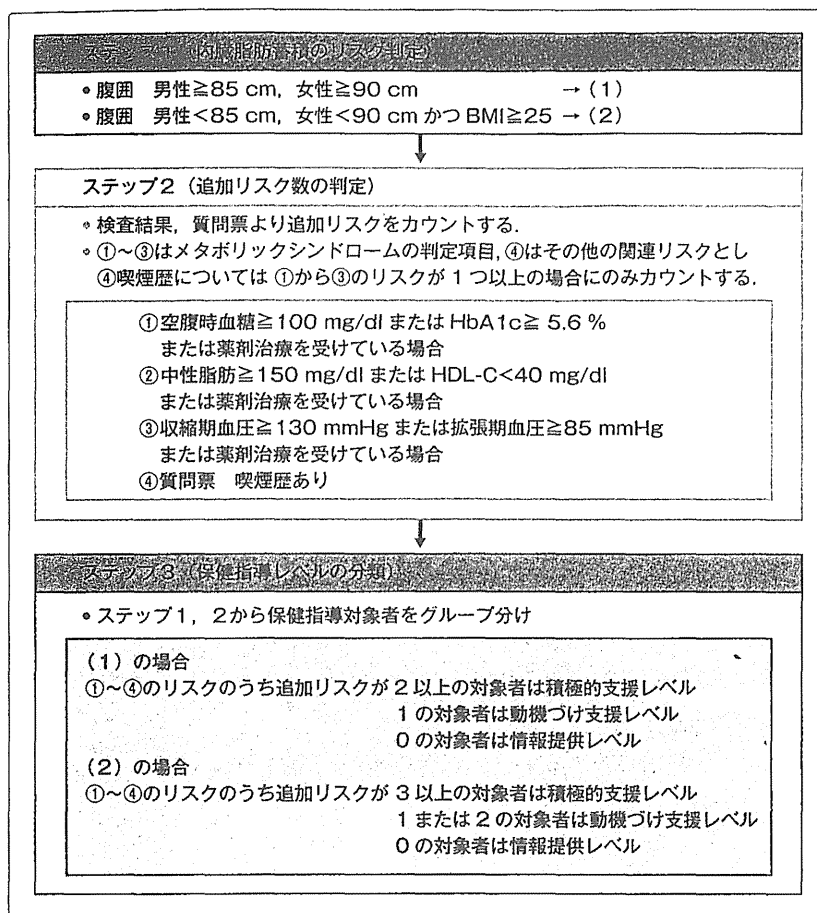 ステップ1（内臓脂肪蓄積のリスク判定）
• 腹囲 男性≧85 cm，女性≧90 cm → (1)
• 腹囲 男性<85 cm，女性<90 cm かつ BMI≧25 → (2)
ステップ2（追加リスク数の判定）
• 検査結果，質問票より追加リスクをカウントする．
• ①～③はメタボリックシンドロームの判定項目，④はその他の関連リスクとし
④喫煙歴については ①から③のリスクが 1 つ以上の場合にのみカウントする．
①空腹時血糖≧100 mg/dl または HbA1c≧ 5.6 %
または薬剤治療を受けている場合
②中性脂肪≧150 mg/dl または HDL-C<40 mg/dl
または薬剤治療を受けている場合
③収縮期血圧≧130 mmHg または拡張期血圧≧85 mmHg
または薬剤治療を受けている場合
④質問票 喫煙歴あり
ステップ3（保健指導レベルの分類）
• ステップ1，2から保健指導対象者をグループ分け
(1) の場合
①～④のリスクのうち追加リスクが 2 以上の対象者は積極的支援レベル
1 の対象者は動機づけ支援レベル
0 の対象者は情報提供レベル
(2) の場合
①～④のリスクのうち追加リスクが 3 以上の対象者は積極的支援レベル
1 または 2 の対象者は動機づけ支援レベル
0 の対象者は情報提供レベル